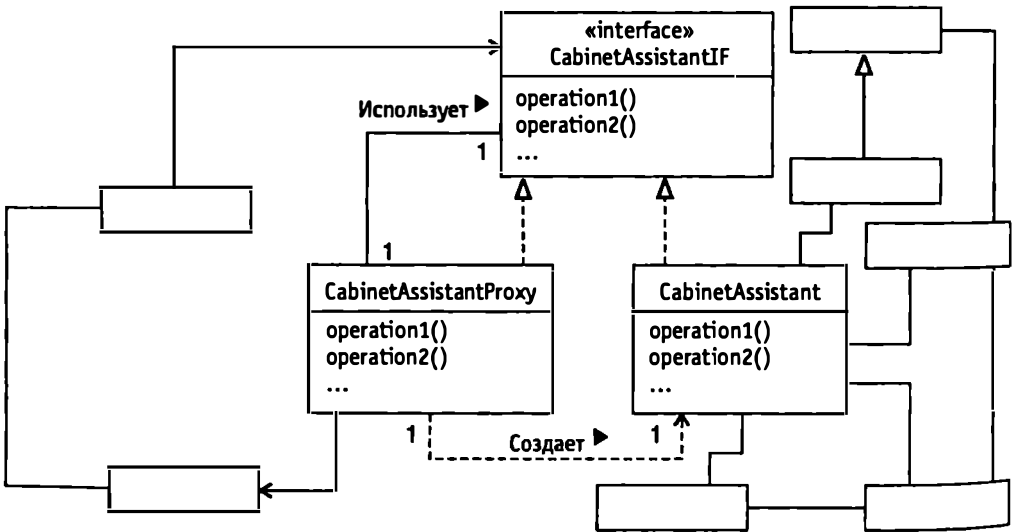 «interface»
CabinetAssistantIF
operation1()
operation2()
...
Использует ►
1
1
CabinetAssistantProxy
operation1()
operation2()
...
CabinetAssistant
operation1()
operation2()
...
1
Создает ►
1